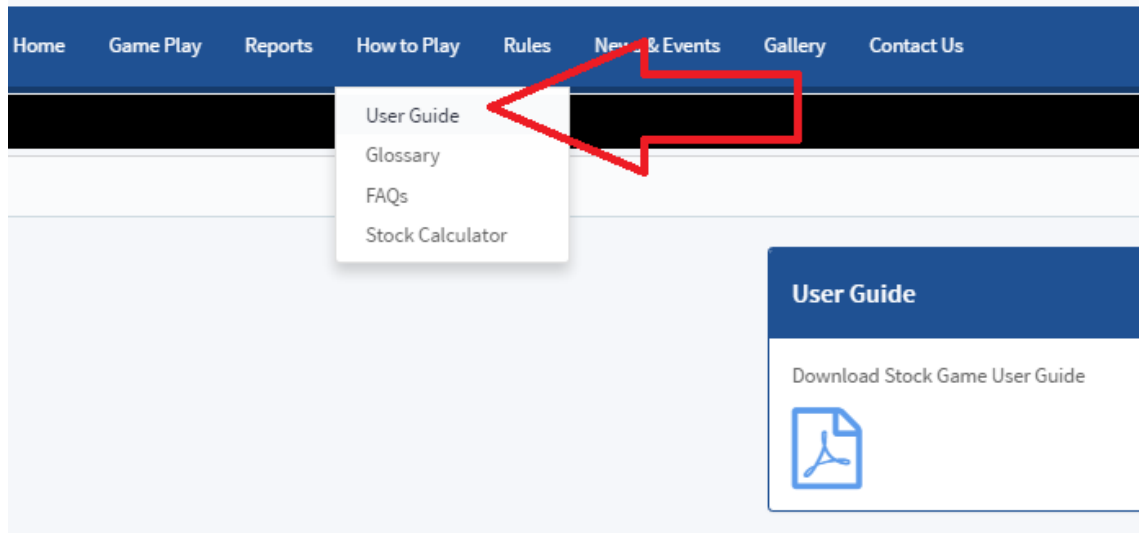 Home Game Play Reports How to Play Rules News & Events Gallery Contact Us
User Guide
Glossary
FAQs
Stock Calculator
User Guide
Download Stock Game User Guide